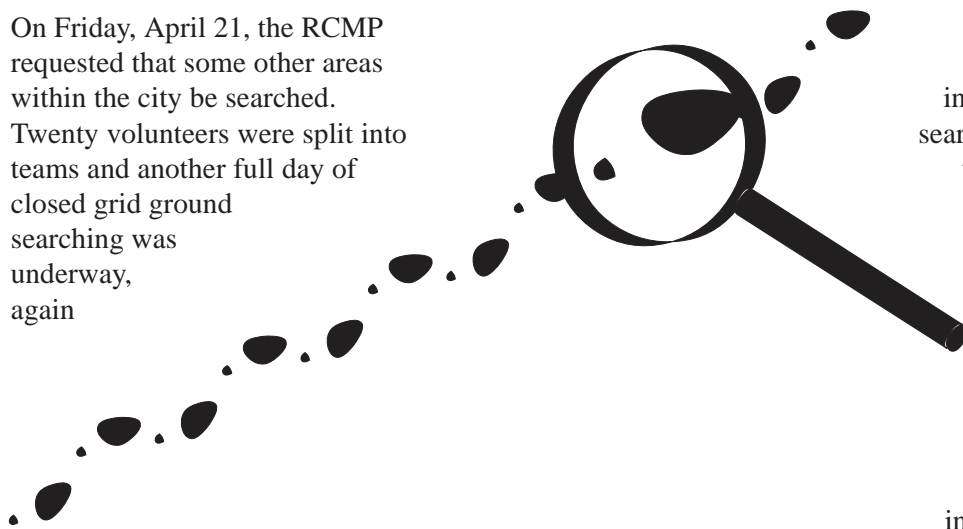 On Friday, April 21, the RCMP
requested that some other areas
within the city be searched.
Twenty volunteers were split into
teams and another full day of
closed grid ground
searching was
underway,
again